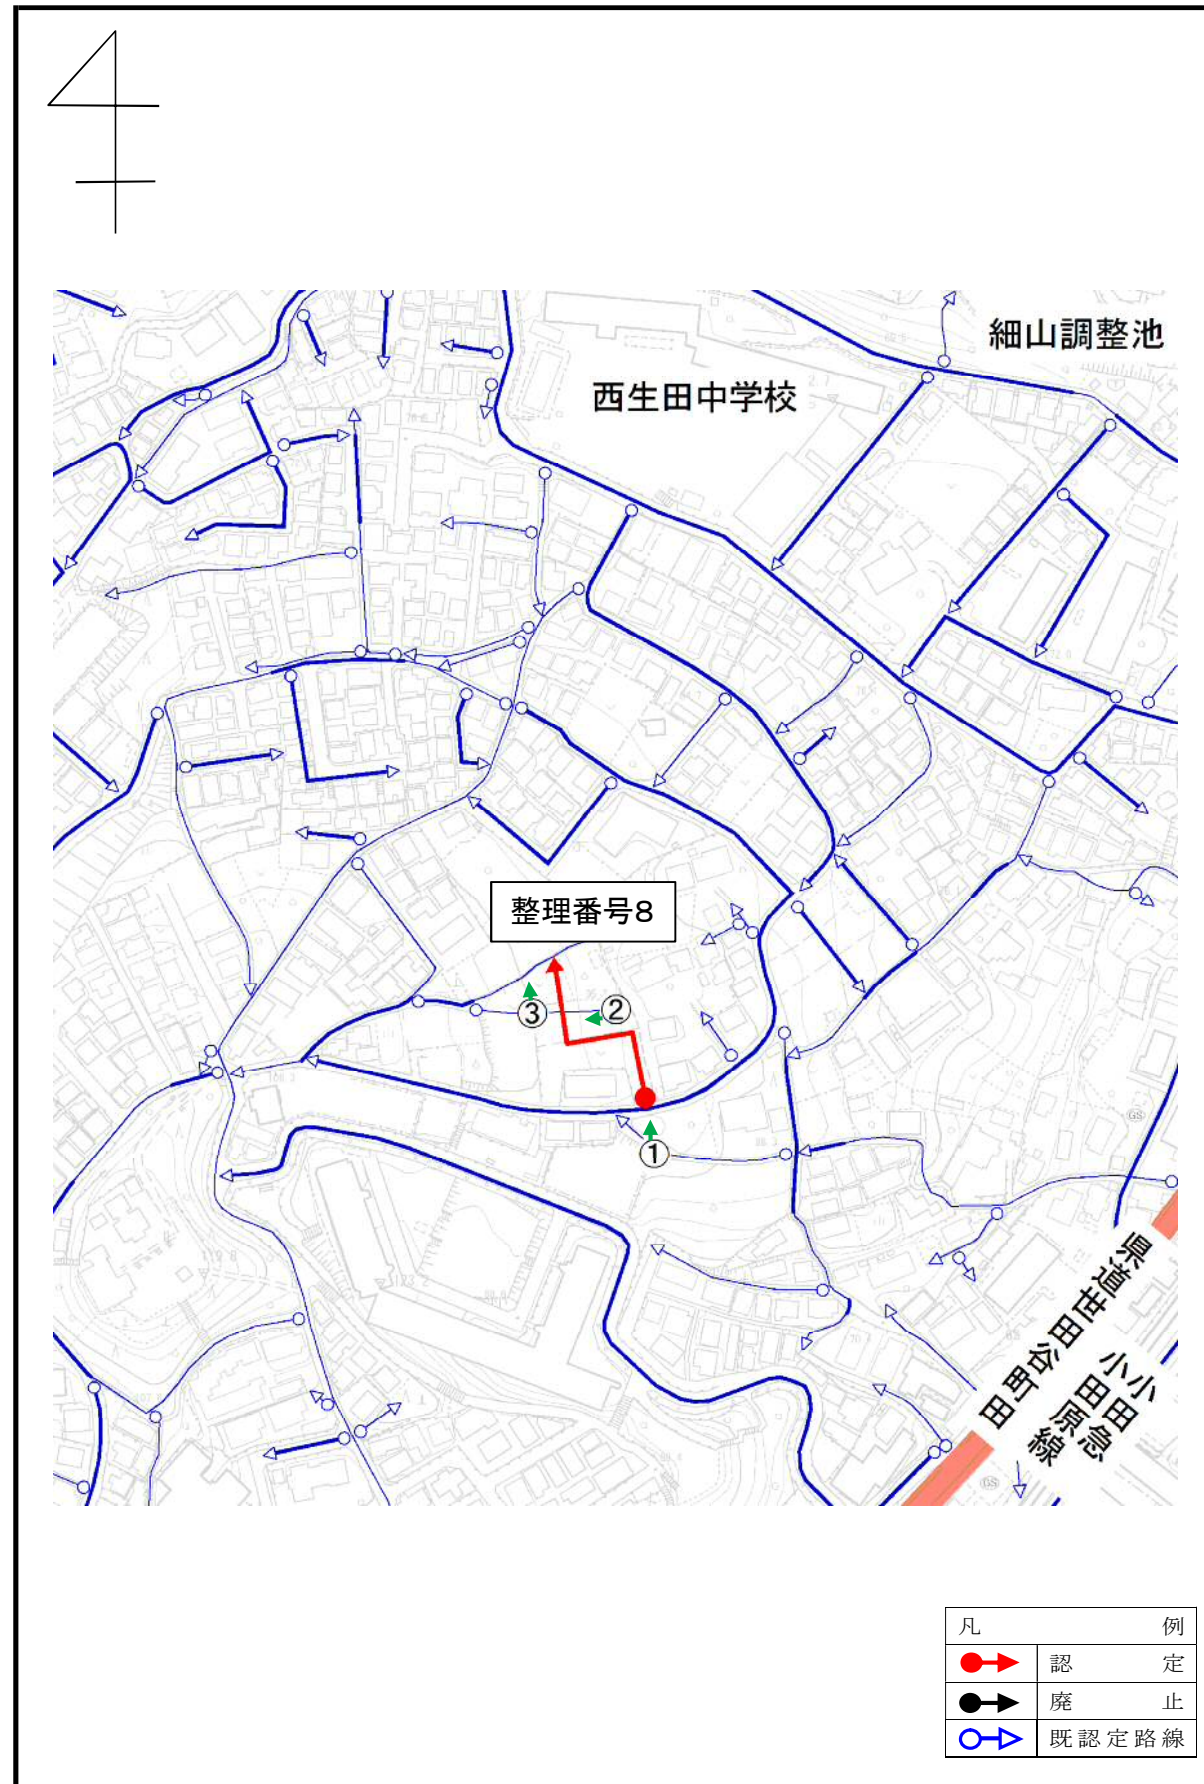 細山調整池
西生田中学校
整理番号8
③
②
①
県道世田谷町田
小田急
小田原線
凡 例
認 定
廃 止
既認定路線